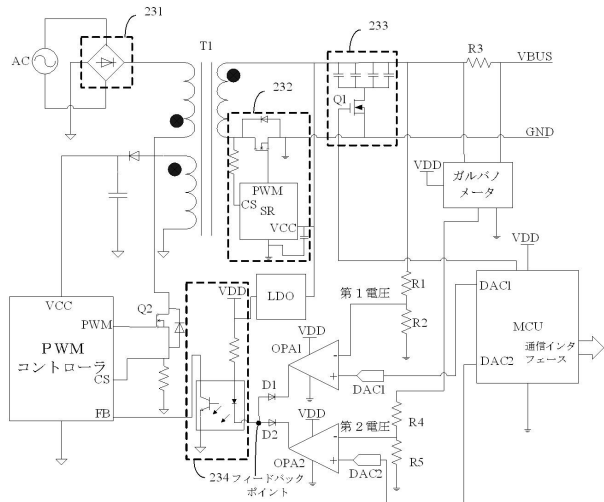 231
233
T1
R3
VBUS
AC
232
Q1
GND
VDD
ガルバノ
メータ
PWM
CS
SR
VCC
VDD
R1
第1電圧
DAC1
LDO
VCC
VDD
R2
MCU
Q2
OPA1
VDD
通信インタ
フェース
PWM
PWM
コントローラ
DAC2
D1
DAC1
CS
R4
D2
VDD
第2電圧
FB
R5
OPA2
DAC2
234
フィードバック
ポイント